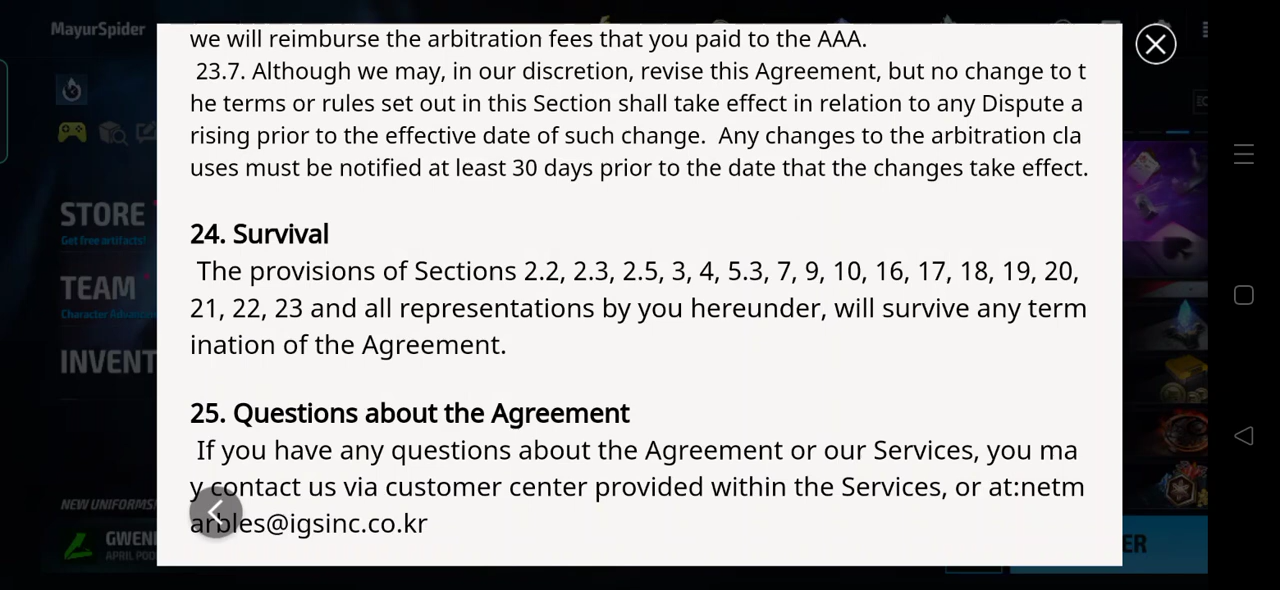 MayurSpider
we will reimburse the arbitration fees that you paid to the AAA.
23.7. Although we may, in our discretion, revise this Agreement, but no change to t
he terms or rules set out in this Section shall take effect in relation to any Dispute a
rising prior to the effective date of such change.  Any changes to the arbitration cla
uses must be notified at least 30 days prior to the date that the changes take effect.
24. Survival
The provisions of Sections 2.2, 2.3, 2.5, 3, 4, 5.3, 7, 9, 10, 16, 17, 18, 19, 20,
21, 22, 23 and all representations by you hereunder, will survive any term
ination of the Agreement.
25. Questions about the Agreement
If you have any questions about the Agreement or our Services, you ma
y contact us via customer center provided within the Services, or at:netm
arbles@igsinc.co.kr
STORE
Get free artifacts!
TEAM
Character Advance
INVENT
NEW UNIFORMS
GWEN
APRIL POO
ER